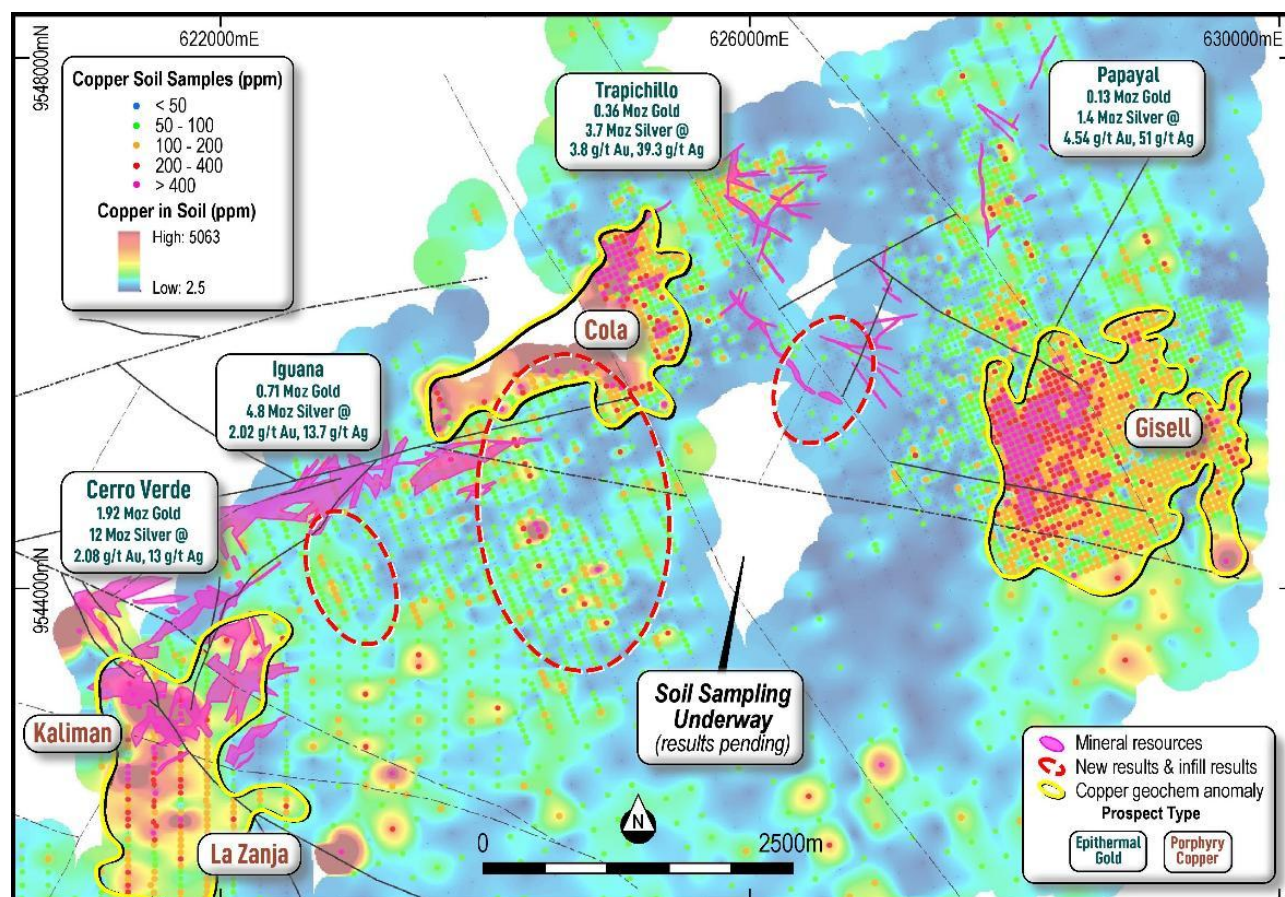 622000mE
626000mE
630000mE
9548000mN
9544000mN
Copper Soil Samples (ppm)
< 50
50 - 100
100 - 200
200 - 400
> 400
Copper in Soil (ppm)
High: 5063
Low: 2.5
Trapichillo
0.36 Moz Gold
3.7 Moz Silver @
3.8 g/t Au, 39.3 g/t Ag
Papayal
0.13 Moz Gold
1.4 Moz Silver @
4.54 g/t Au, 51 g/t Ag
Cola
Iguana
0.71 Moz Gold
4.8 Moz Silver @
2.02 g/t Au, 13.7 g/t Ag
Gisell
Cerro Verde
1.92 Moz Gold
12 Moz Silver @
2.08 g/t Au, 13 g/t Ag
Kaliman
La Zanja
Soil Sampling
Underway
(results pending)
N
0
2500m
Mineral resources
New results & infill results
Copper geochem anomaly
Prospect Type
Epithermal
Gold
Porphyry
Copper